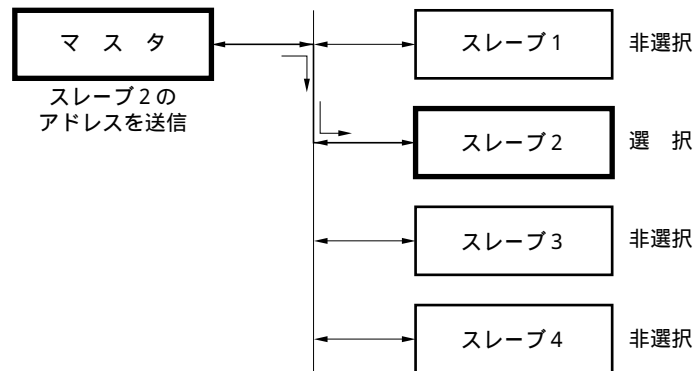 マ ス タ
スレーブ2の
アドレスを送信
スレーブ1
非選択
スレーブ2
選 択
スレーブ3
非選択
スレーブ4
非選択